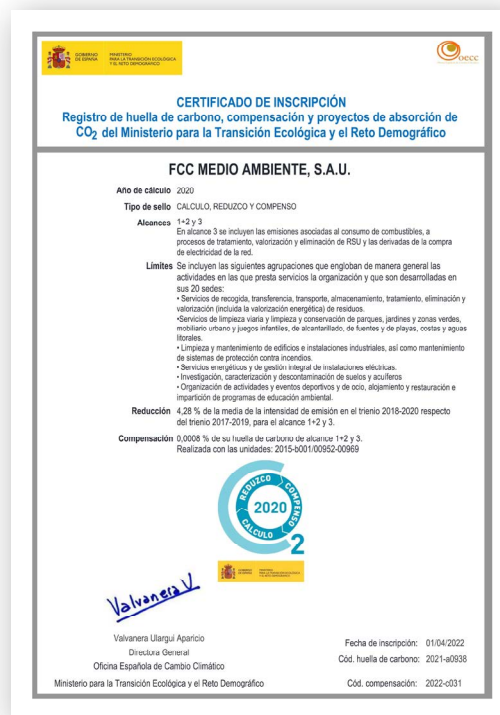 GOBIERNO
DE ESPAÑA
MINISTERIO
PARA LA TRANSICIÓN ECOLÓGICA
Y EL RETO DEMOGRÁFICO
oecc
CERTIFICADO DE INSCRIPCIÓN
Registro de huella de carbono, compensación y proyectos de absorción de
CO2 del Ministerio para la Transición Ecológica y el Reto Demográfico
FCC MEDIO AMBIENTE, S.A.U.
Año de cálculo 2020
Tipo de sello CALCULO, REDUZCO Y COMPENSO
Alcances 1+2 y 3
En alcance 3 se incluyen las emisiones asociadas al consumo de combustibles, a
procesos de tratamiento, valorización y eliminación de RSU y las derivadas de la compra
de electricidad de la red.
Límites Se incluyen las siguientes agrupaciones que engloban de manera general las
actividades en las que presta servicios la organización y que son desarrolladas en
sus 20 sedes:
• Servicios de recogida, transferencia, transporte, almacenamiento, tratamiento, eliminación y
valorización (incluida la valorización energética) de residuos.
•Servicios de limpieza viaria y limpieza y conservación de parques, jardines y zonas verdes,
mobiliario urbano y juegos infantiles, de alcantarillado, de fuentes y de playas, costas y aguas
litorales.
• Limpieza y mantenimiento de edificios e instalaciones industriales, así como mantenimiento
de sistemas de protección contra incendios.
• Servicios energéticos y de gestión integral de instalaciones eléctricas.
• Investigación, caracterización y descontaminación de suelos y acuíferos
• Organización de actividades y eventos deportivos y de ocio, alojamiento y restauración e
impartición de programas de educación ambiental.
Reducción 4,28 % de la media de la intensidad de emisión en el trienio 2018-2020 respecto
del trienio 2017-2019, para el alcance 1+2 y 3.
Compensación 0,0008 % de su huella de carbono de alcance 1+2 y 3.
Realizada con las unidades: 2015-b001/00952-00969
REDUZCO
COMPENSO
CALCULO
2020
2
Valvanera U
Valvanera Ulargui Aparicio
Directora General
Oficina Española de Cambio Climático
Ministerio para la Transición Ecológica y el Reto Demográfico
Fecha de inscripción: 01/04/2022
Cód. huella de carbono: 2021-a0938
Cód. compensación: 2022-c031